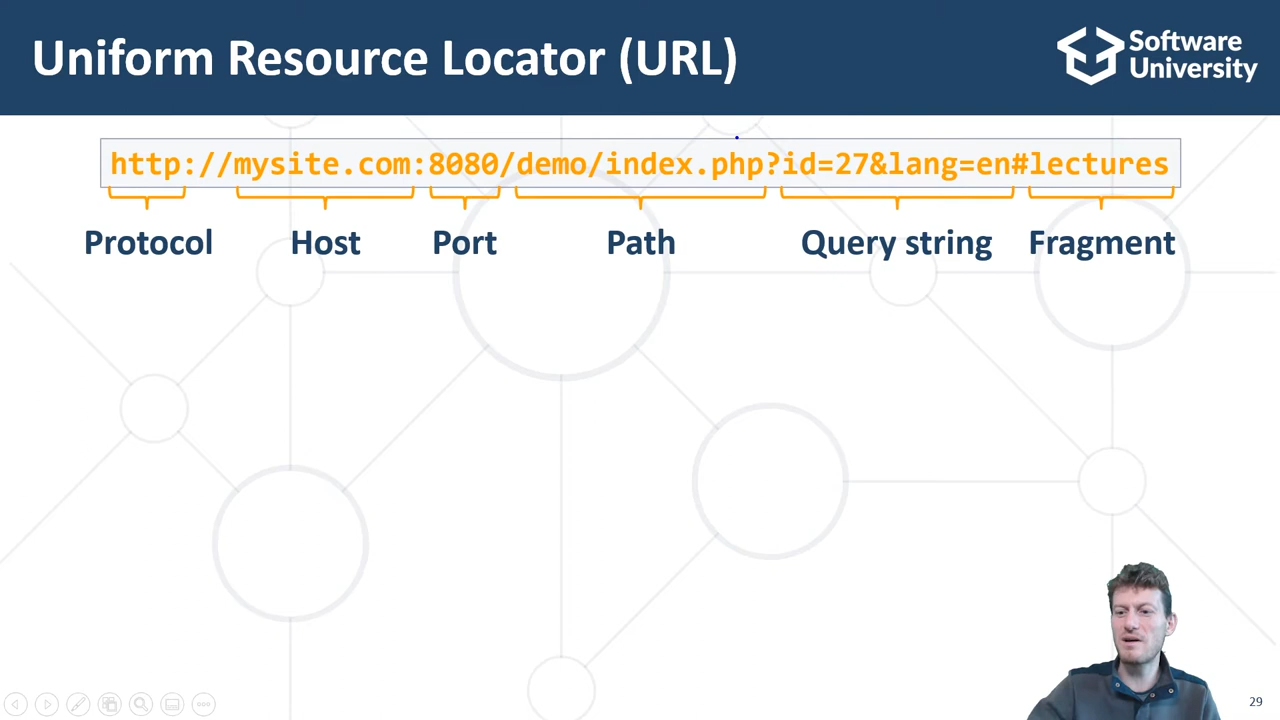 Uniform Resource Locator (URL)
Software
University
http://mysite.com:8080/demo/index.php?id=27&lang=en#lectures
Protocol Host Port Path Query string Fragment
29